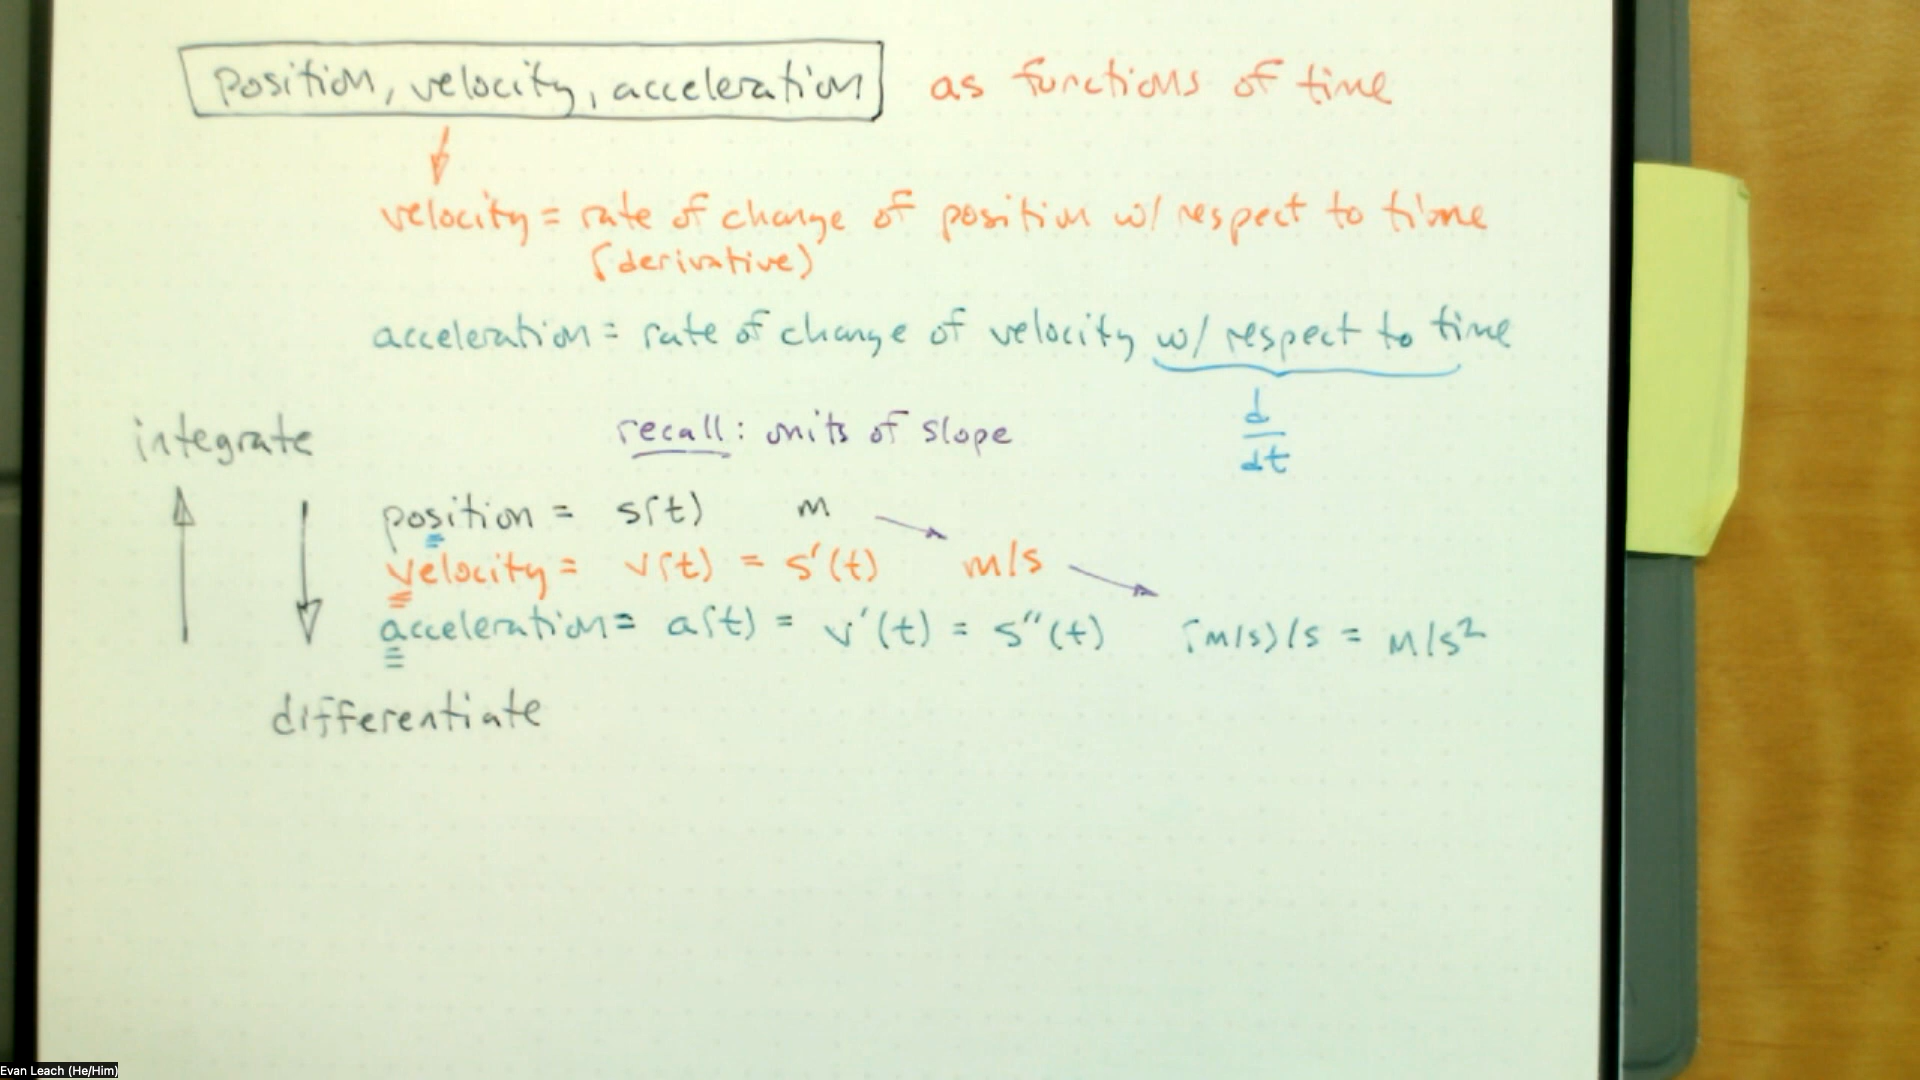 position, velocity, acceleration as functions of time
velocity = rate of change of position w/ respect to time
(derivative)
acceleration = rate of change of velocity w/ respect to time
d
dt
integrate
recall: units of slope
position = s(t) m
velocity = v(t) = s'(t) m/s
acceleration = a(t) = v'(t) = s''(t) (m/s)/s = m/s²
differentiate
Evan Leach (He/Him)